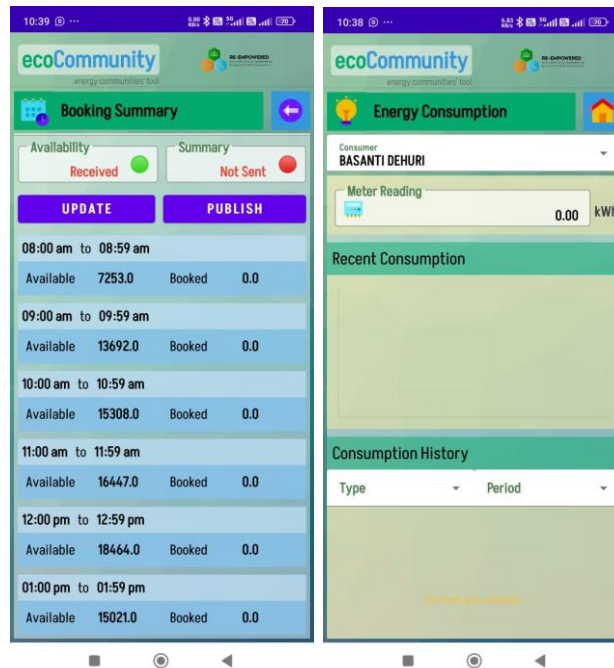 10:39
ecoCommunity
energy communities' tool
RE-EMPOWERED
Booking Summary
Availability
Received
Summary
Not Sent
UPDATE
PUBLISH
08:00 am to 08:59 am
Available 7253.0 Booked 0.0
09:00 am to 09:59 am
Available 13692.0 Booked 0.0
10:00 am to 10:59 am
Available 15308.0 Booked 0.0
11:00 am to 11:59 am
Available 16447.0 Booked 0.0
12:00 pm to 12:59 pm
Available 18464.0 Booked 0.0
01:00 pm to 01:59 pm
Available 15021.0 Booked 0.0
10:38
ecoCommunity
energy communities' tool
RE-EMPOWERED
Energy Consumption
Consumer
BASANTI DEHURI
Meter Reading
0.00 kWh
Recent Consumption
Consumption History
Type Period